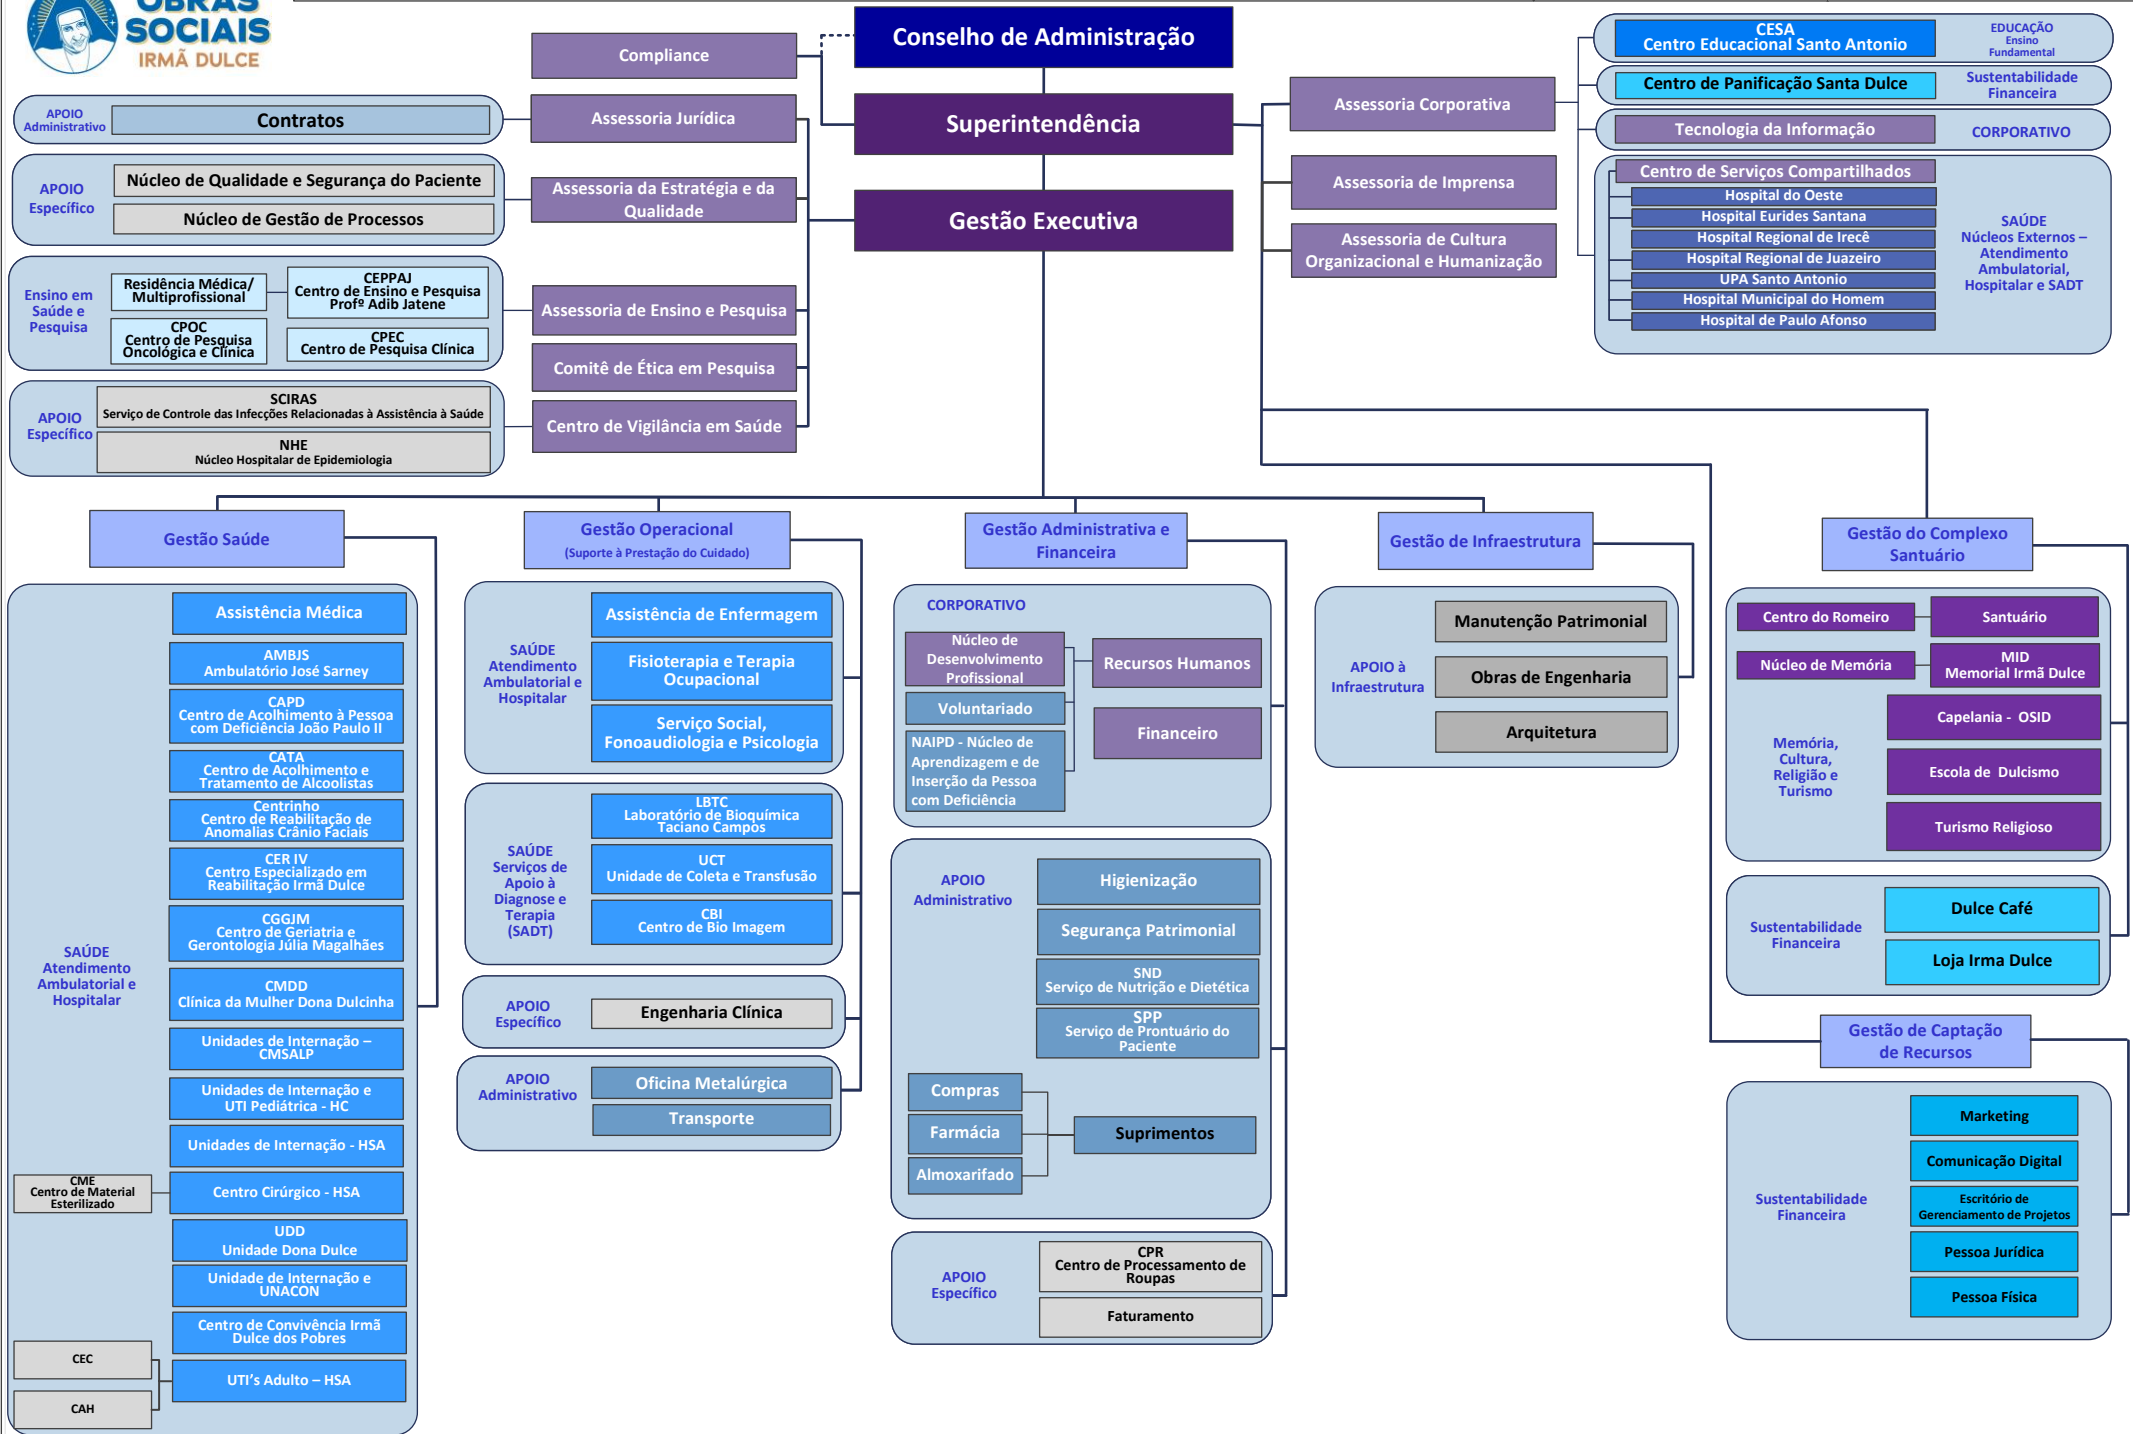 OBRAS
SOCIAIS
IRMÃ DULCE
Conselho de Administração
Superintendência
Gestão Executiva
Compliance
Assessoria Jurídica
APOIO
Administrativo
Contratos
Assessoria da Estratégia e da
Qualidade
APOIO
Específico
Núcleo de Qualidade e Segurança do Paciente
Núcleo de Gestão de Processos
Assessoria de Ensino e Pesquisa
Ensino em
Saúde e
Pesquisa
Residência Médica/
Multiprofissional
CEPPAJ
Centro de Ensino e Pesquisa
Profº Adib Jatene
CPOC
Centro de Pesquisa
Oncológica e Clínica
CPEC
Centro de Pesquisa Clínica
Comitê de Ética em Pesquisa
Centro de Vigilância em Saúde
APOIO
Específico
SCIRAS
Serviço de Controle das Infecções Relacionadas à Assistência à Saúde
NHE
Núcleo Hospitalar de Epidemiologia
Assessoria Corporativa
Assessoria de Imprensa
Assessoria de Cultura
Organizacional e Humanização
CESA
Centro Educacional Santo Antonio
EDUCAÇÃO
Ensino
Fundamental
Centro de Panificação Santa Dulce
Sustentabilidade
Financeira
Tecnologia da Informação
CORPORATIVO
Centro de Serviços Compartilhados
Hospital do Oeste
Hospital Eurides Santana
Hospital Regional de Irecê
Hospital Regional de Juazeiro
UPA Santo Antonio
Hospital Municipal do Homem
Hospital de Paulo Afonso
SAÚDE
Núcleos Externos –
Atendimento
Ambulatorial,
Hospitalar e SADT
Gestão Saúde
SAÚDE
Atendimento
Ambulatorial e
Hospitalar
Assistência Médica
AMBJS
Ambulatório José Sarney
CAPD
Centro de Acolhimento à Pessoa
com Deficiência João Paulo II
CATA
Centro de Acolhimento e
Tratamento de Alcoolistas
Centrinho
Centro de Reabilitação de
Anomalias Crânio Faciais
CER IV
Centro Especializado em
Reabilitação Irmã Dulce
CGGJM
Centro de Geriatria e
Gerontologia Júlia Magalhães
CMDD
Clínica da Mulher Dona Dulcinha
Unidades de Internação –
CMSALP
Unidades de Internação e
UTI Pediátrica - HC
Unidades de Internação - HSA
CME
Centro de Material
Esterilizado
Centro Cirúrgico - HSA
UDD
Unidade Dona Dulce
Unidade de Internação e
UNACON
Centro de Convivência Irmã
Dulce dos Pobres
CEC
CAH
UTI's Adulto – HSA
Gestão Operacional
(Suporte à Prestação do Cuidado)
SAÚDE
Atendimento
Ambulatorial e
Hospitalar
Assistência de Enfermagem
Fisioterapia e Terapia
Ocupacional
Serviço Social,
Fonoaudiologia e Psicologia
SAÚDE
Serviços de
Apoio à
Diagnose e
Terapia
(SADT)
LBTC
Laboratório de Bioquímica
Taciano Campos
UCT
Unidade de Coleta e Transfusão
CBI
Centro de Bio Imagem
APOIO
Específico
Engenharia Clínica
APOIO
Administrativo
Oficina Metalúrgica
Transporte
Gestão Administrativa e
Financeira
CORPORATIVO
Núcleo de
Desenvolvimento
Profissional
Recursos Humanos
Voluntariado
Financeiro
NAIPD - Núcleo de
Aprendizagem e de
Inserção da Pessoa
com Deficiência
APOIO
Administrativo
Higienização
Segurança Patrimonial
SND
Serviço de Nutrição e Dietética
SPP
Serviço de Prontuário do
Paciente
Compras
Farmácia
Almoxarifado
Suprimentos
APOIO
Específico
CPR
Centro de Processamento de
Roupas
Faturamento
Gestão de Infraestrutura
APOIO à
Infraestrutura
Manutenção Patrimonial
Obras de Engenharia
Arquitetura
Gestão do Complexo
Santuário
Centro do Romeiro
Santuário
Núcleo de Memória
MID
Memorial Irmã Dulce
Memória,
Cultura,
Religião e
Turismo
Capelania - OSID
Escola de Dulcismo
Turismo Religioso
Sustentabilidade
Financeira
Dulce Café
Loja Irma Dulce
Gestão de Captação
de Recursos
Sustentabilidade
Financeira
Marketing
Comunicação Digital
Escritório de
Gerenciamento de Projetos
Pessoa Jurídica
Pessoa Física